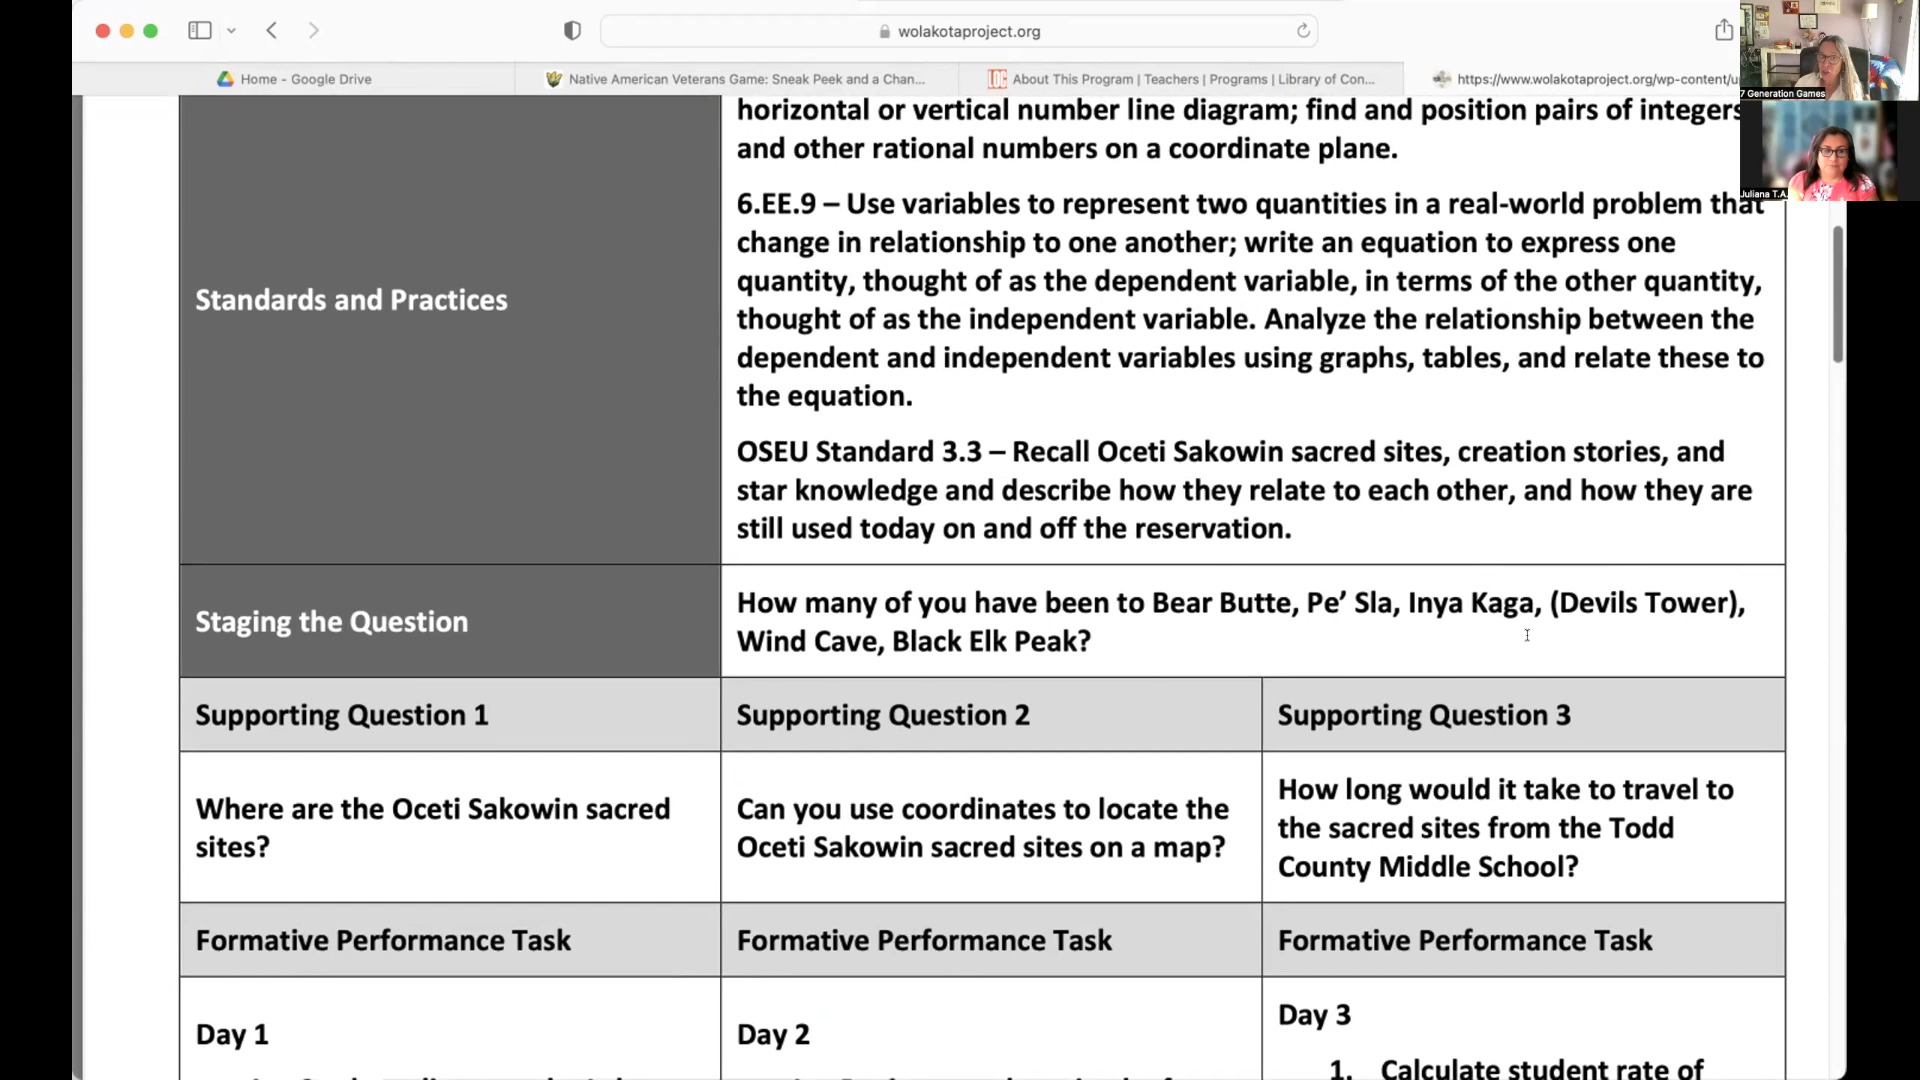 wolakotaproject.org
Home - Google Drive
Native American Veterans Game: Sneak Peek and a Chan...
LOC About This Program | Teachers | Programs | Library of Con...
https://www.wolakotaproject.org/wp-content/u
7 Generation Games
Juliana T.A.
horizontal or vertical number line diagram; find and position pairs of integers
and other rational numbers on a coordinate plane.
6.EE.9 – Use variables to represent two quantities in a real-world problem that
change in relationship to one another; write an equation to express one
quantity, thought of as the dependent variable, in terms of the other quantity,
thought of as the independent variable. Analyze the relationship between the
dependent and independent variables using graphs, tables, and relate these to
the equation.
OSEU Standard 3.3 – Recall Oceti Sakowin sacred sites, creation stories, and
star knowledge and describe how they relate to each other, and how they are
still used today on and off the reservation.
Standards and Practices
Staging the Question
How many of you have been to Bear Butte, Pe’ Sla, Inya Kaga, (Devils Tower),
Wind Cave, Black Elk Peak?
Supporting Question 1
Supporting Question 2
Supporting Question 3
Where are the Oceti Sakowin sacred
sites?
Can you use coordinates to locate the
Oceti Sakowin sacred sites on a map?
How long would it take to travel to
the sacred sites from the Todd
County Middle School?
Formative Performance Task
Formative Performance Task
Formative Performance Task
Day 1
Day 2
Day 3
1. Calculate student rate of